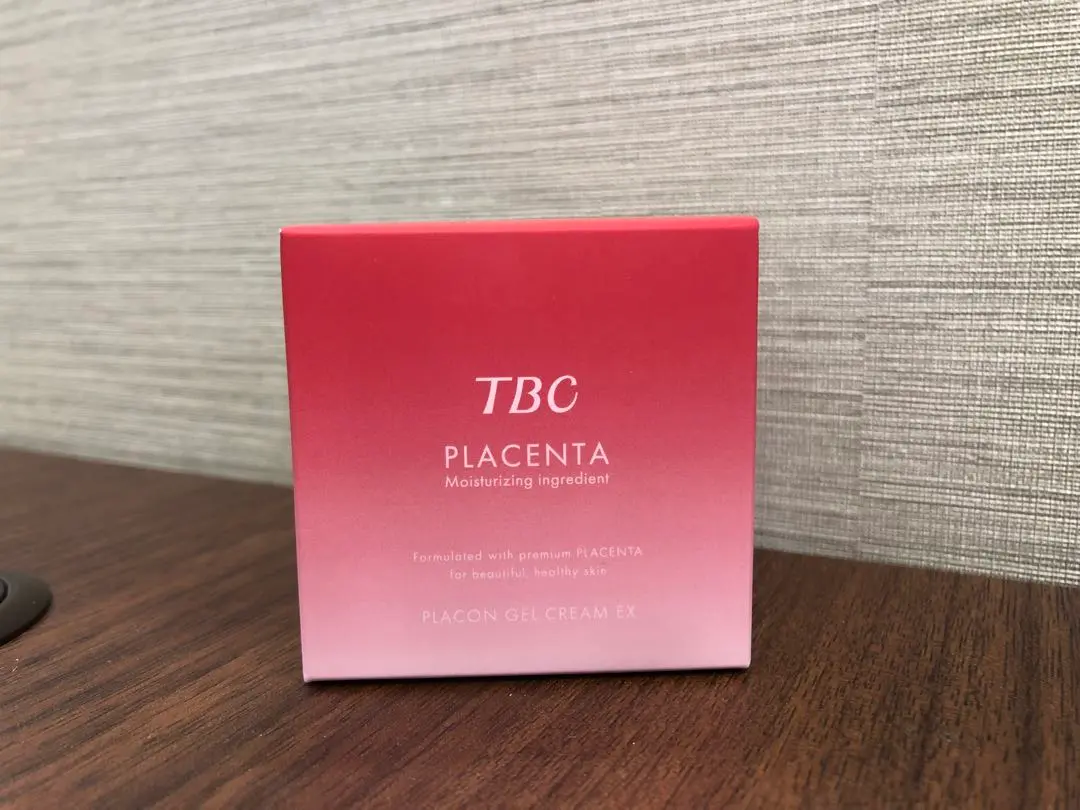 TBC
PLACENTA
Moisturizing ingredient
Formulated with premium PLACENTA
for beautiful, healthy skin
PLACON GEL CREAM EX